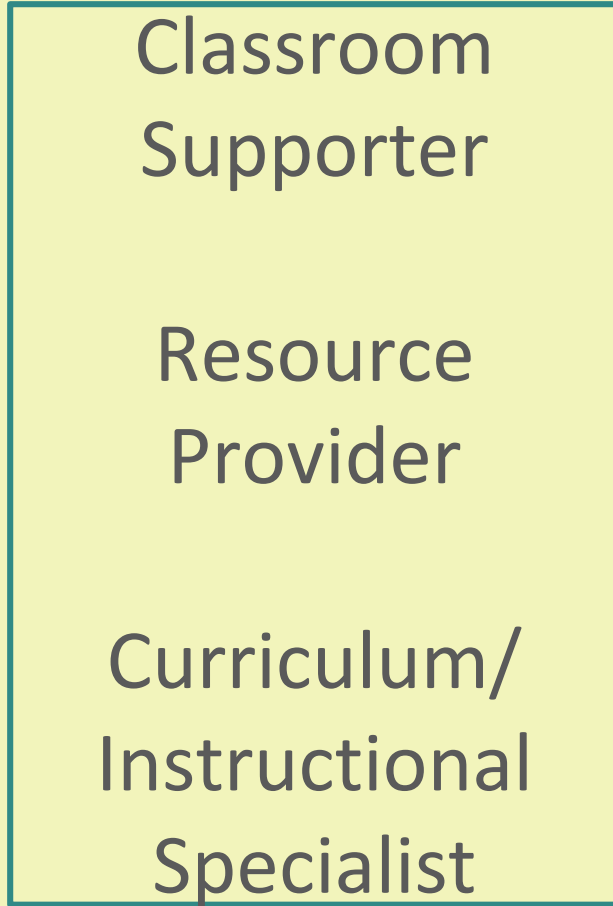 Classroom
Supporter
Resource
Provider
Curriculum/
Instructional
Specialist